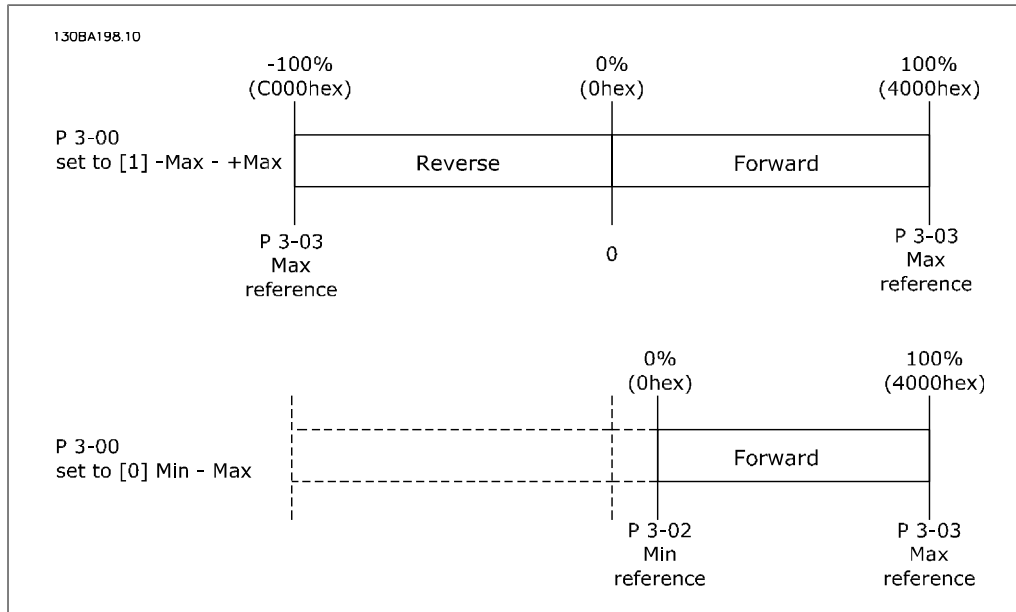 130BA198.10
-100%
(C000hex)
0%
(0hex)
100%
(4000hex)
P 3-00
set to [1] -Max - +Max
Reverse
Forward
P 3-03
Max
reference
0
P 3-03
Max
reference
0%
(0hex)
100%
(4000hex)
P 3-00
set to [0] Min - Max
Forward
P 3-02
Min
reference
P 3-03
Max
reference